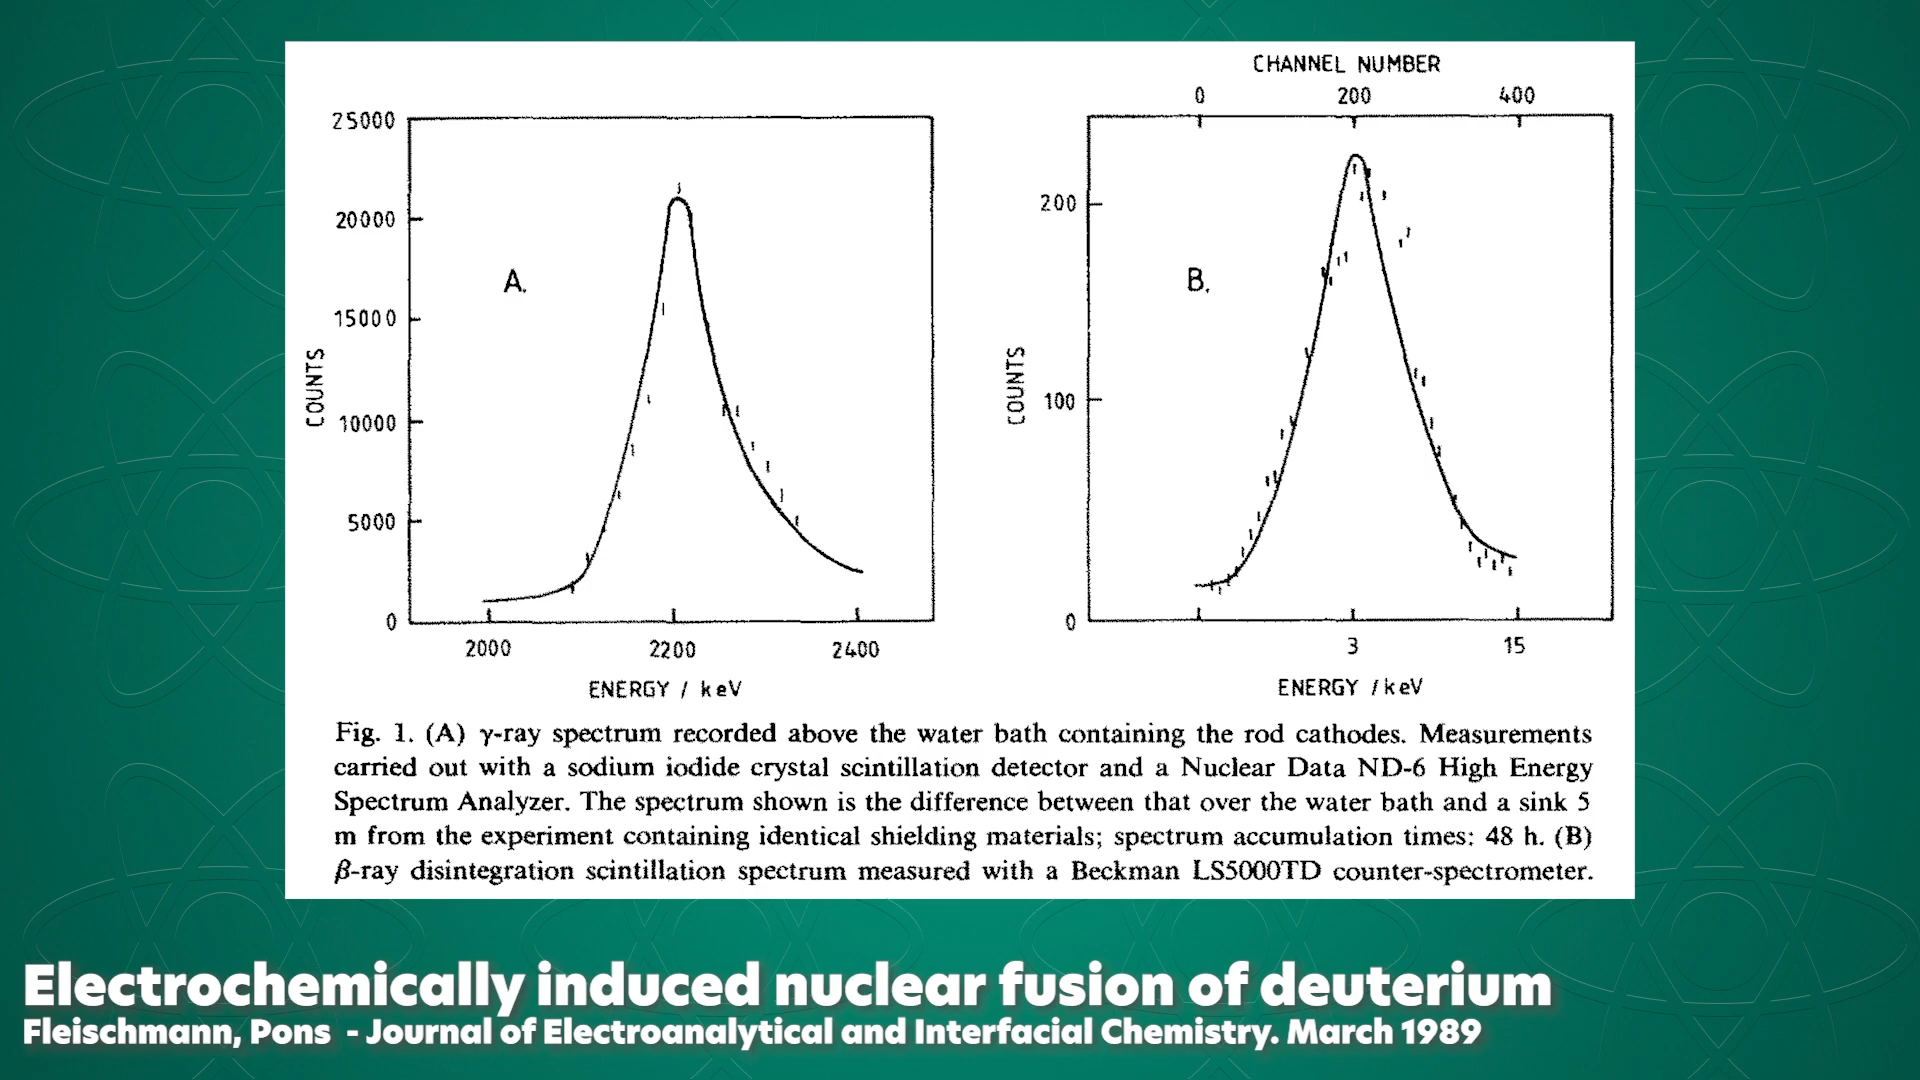 25000
20000
15000
10000
5000
0
COUNTS
A.
2000 2200 2400
ENERGY / keV
CHANNEL NUMBER
0 200 400
200
100
0
COUNTS
B.
3 15
ENERGY / keV
Fig. 1. (A) γ-ray spectrum recorded above the water bath containing the rod cathodes. Measurements
carried out with a sodium iodide crystal scintillation detector and a Nuclear Data ND-6 High Energy
Spectrum Analyzer. The spectrum shown is the difference between that over the water bath and a sink 5
m from the experiment containing identical shielding materials; spectrum accumulation times: 48 h. (B)
β-ray disintegration scintillation spectrum measured with a Beckman LS5000TD counter-spectrometer.
Electrochemically induced nuclear fusion of deuterium
Fleischmann, Pons - Journal of Electroanalytical and Interfacial Chemistry. March 1989